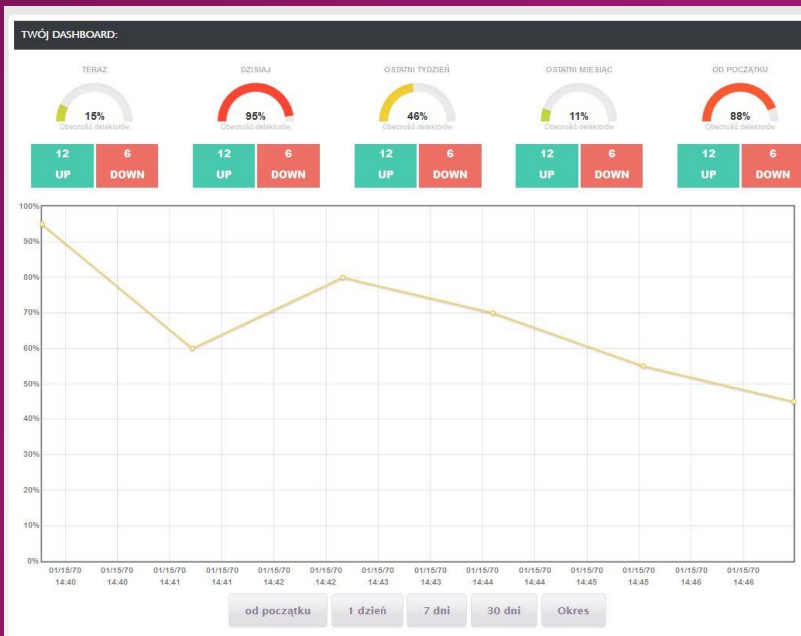 TWÓJ DASHBOARD:
TERAZ DZISIAJ OSTATNI TYDZIEŃ OSTATNI MIESIĄC OD POCZĄTKU
15% 95% 46% 11% 88%
Obecność detektorów Obecność detektorów Obecność detektorów Obecność detektorów Obecność detektorów
12 6 12 6 12 6 12 6 12 6
UP DOWN UP DOWN UP DOWN UP DOWN UP DOWN
100%
90%
80%
70%
60%
50%
40%
30%
20%
10%
0%
01/15/70 01/15/70 01/15/70 01/15/70 01/15/70 01/15/70 01/15/70 01/15/70 01/15/70 01/15/70 01/15/70 01/15/70 01/15/70 01/15/70
14:40 14:40 14:41 14:41 14:42 14:42 14:43 14:43 14:44 14:44 14:45 14:45 14:46 14:46
od początku 1 dzień 7 dni 30 dni Okres